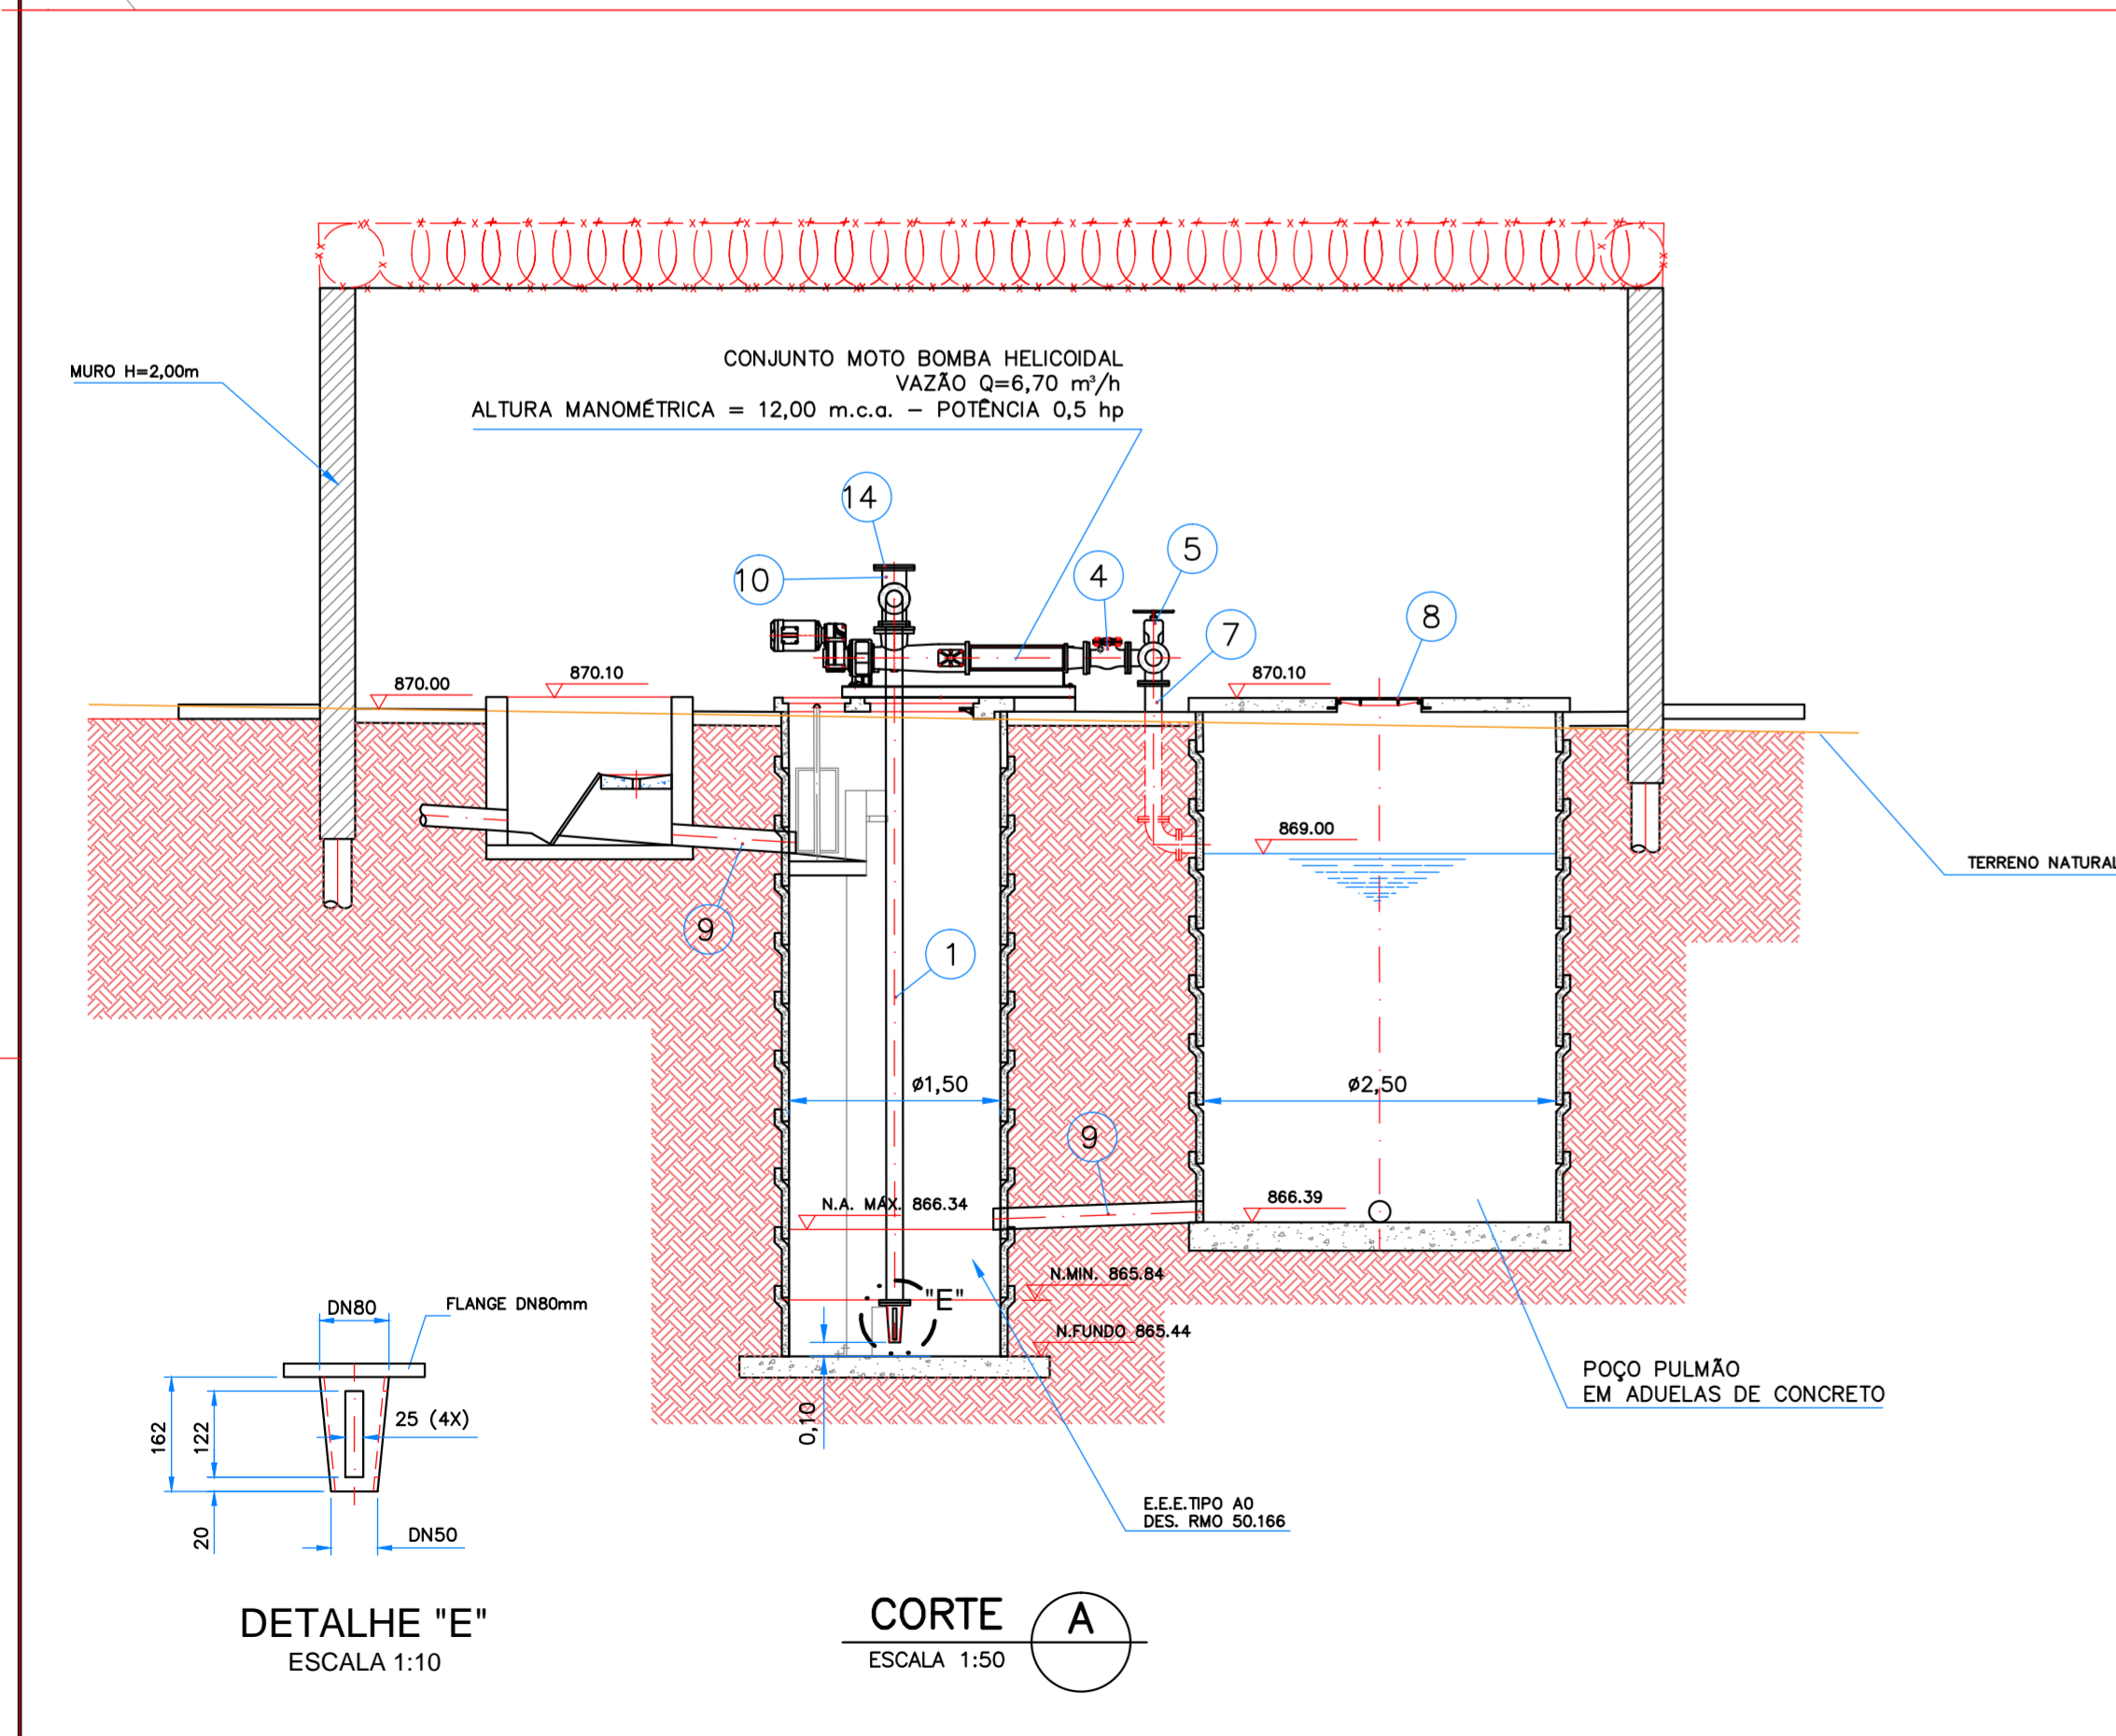 MURO H=2,00m
CONJUNTO MOTO BOMBA HELICOIDAL
VAZÃO Q=6,70 m³/h
ALTURA MANOMÉTRICA = 12,00 m.c.a. – POTÊNCIA 0,5 hp
14
10
4
5
7
8
870.00
870.10
870.10
869.00
TERRENO NATURAL
9
1
ø1,50
ø2,50
9
N.A. MÁX. 866.34
866.39
N.MIN. 865.84
"E"
N.FUNDO 865.44
0,10
POÇO PULMÃO
EM ADUELAS DE CONCRETO
E.E.E.TIPO A0
DES. RMO 50.166
DN80
FLANGE DN80mm
162
122
25 (4X)
20
DN50
DETALHE "E"
ESCALA 1:10
CORTE A
ESCALA 1:50